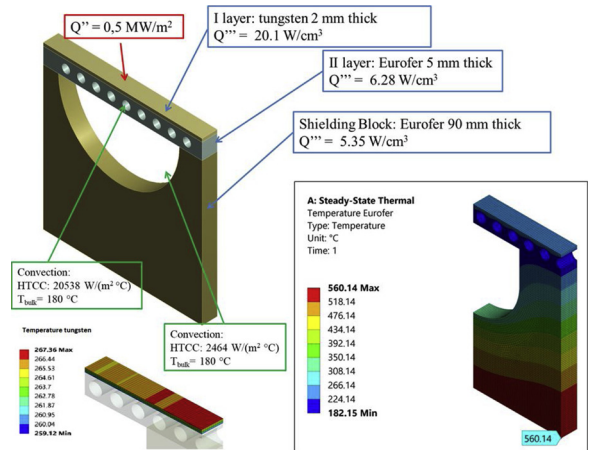 Q'' = 0,5 MW/m²
I layer: tungsten 2 mm thick
Q''' = 20.1 W/cm³
II layer: Eurofer 5 mm thick
Q''' = 6.28 W/cm³
Shielding Block: Eurofer 90 mm thick
Q''' = 5.35 W/cm³
Convection:
HTCC: 20538 W/(m² °C)
Tbulk= 180 °C
Convection:
HTCC: 2464 W/(m² °C)
Tbulk= 180 °C
Temperature tungsten
267.36 Max
266.44
265.53
264.61
263.7
262.78
261.87
260.95
260.04
259.12 Min
A: Steady-State Thermal
Temperature Eurofer
Type: Temperature
Unit: °C
Time: 1
560.14 Max
518.14
476.14
434.14
392.14
350.14
308.14
266.14
224.14
182.15 Min
560.14